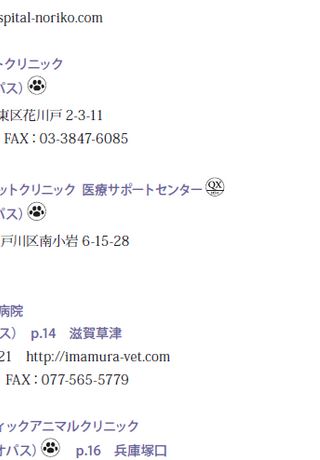 spital-noriko.com
トクリニック
パス)
東区花川戸 2-3-11
FAX：03-3847-6085
ットクリニック 医療サポートセンター QX
パス)
戸川区南小岩 6-15-28
病院
パス) p.14 滋賀草津
21 http://imamura-vet.com
FAX：077-565-5779
ィックアニマルクリニック
オパス) p.16 兵庫塚口